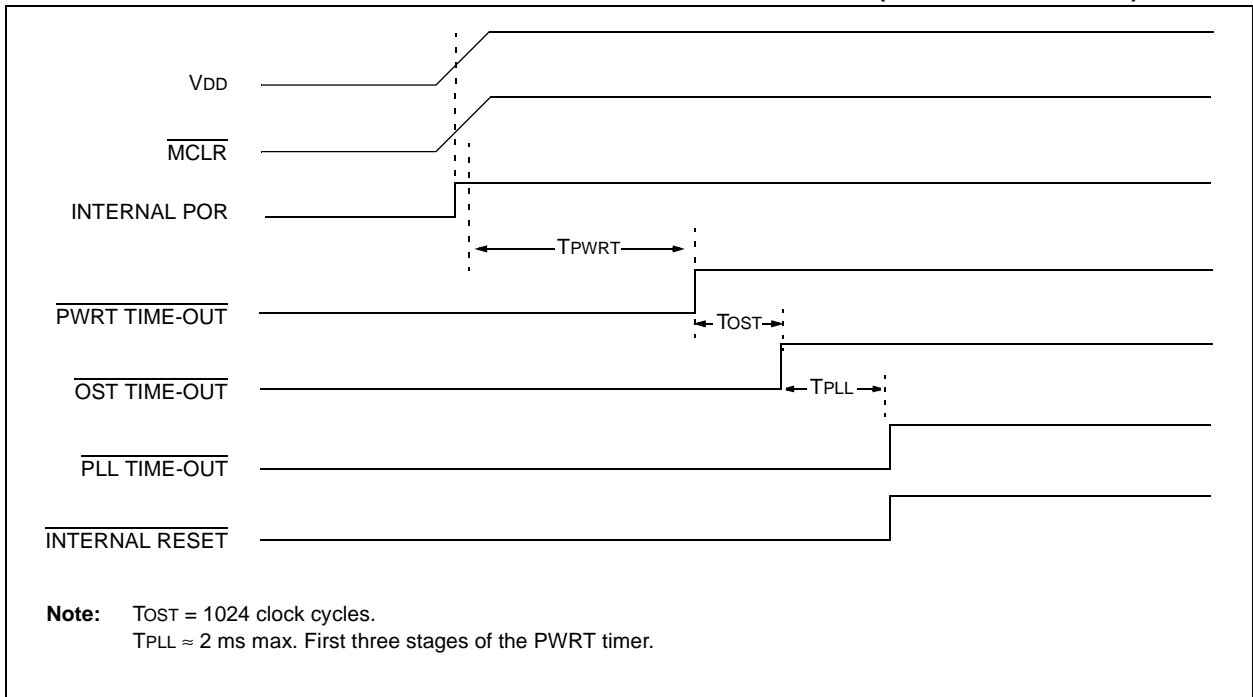 VDD
MCLR
INTERNAL POR
TPWRT
PWRT TIME-OUT
TOST
OST TIME-OUT
TPLL
PLL TIME-OUT
INTERNAL RESET
Note: TOST = 1024 clock cycles.
TPLL ≈ 2 ms max. First three stages of the PWRT timer.